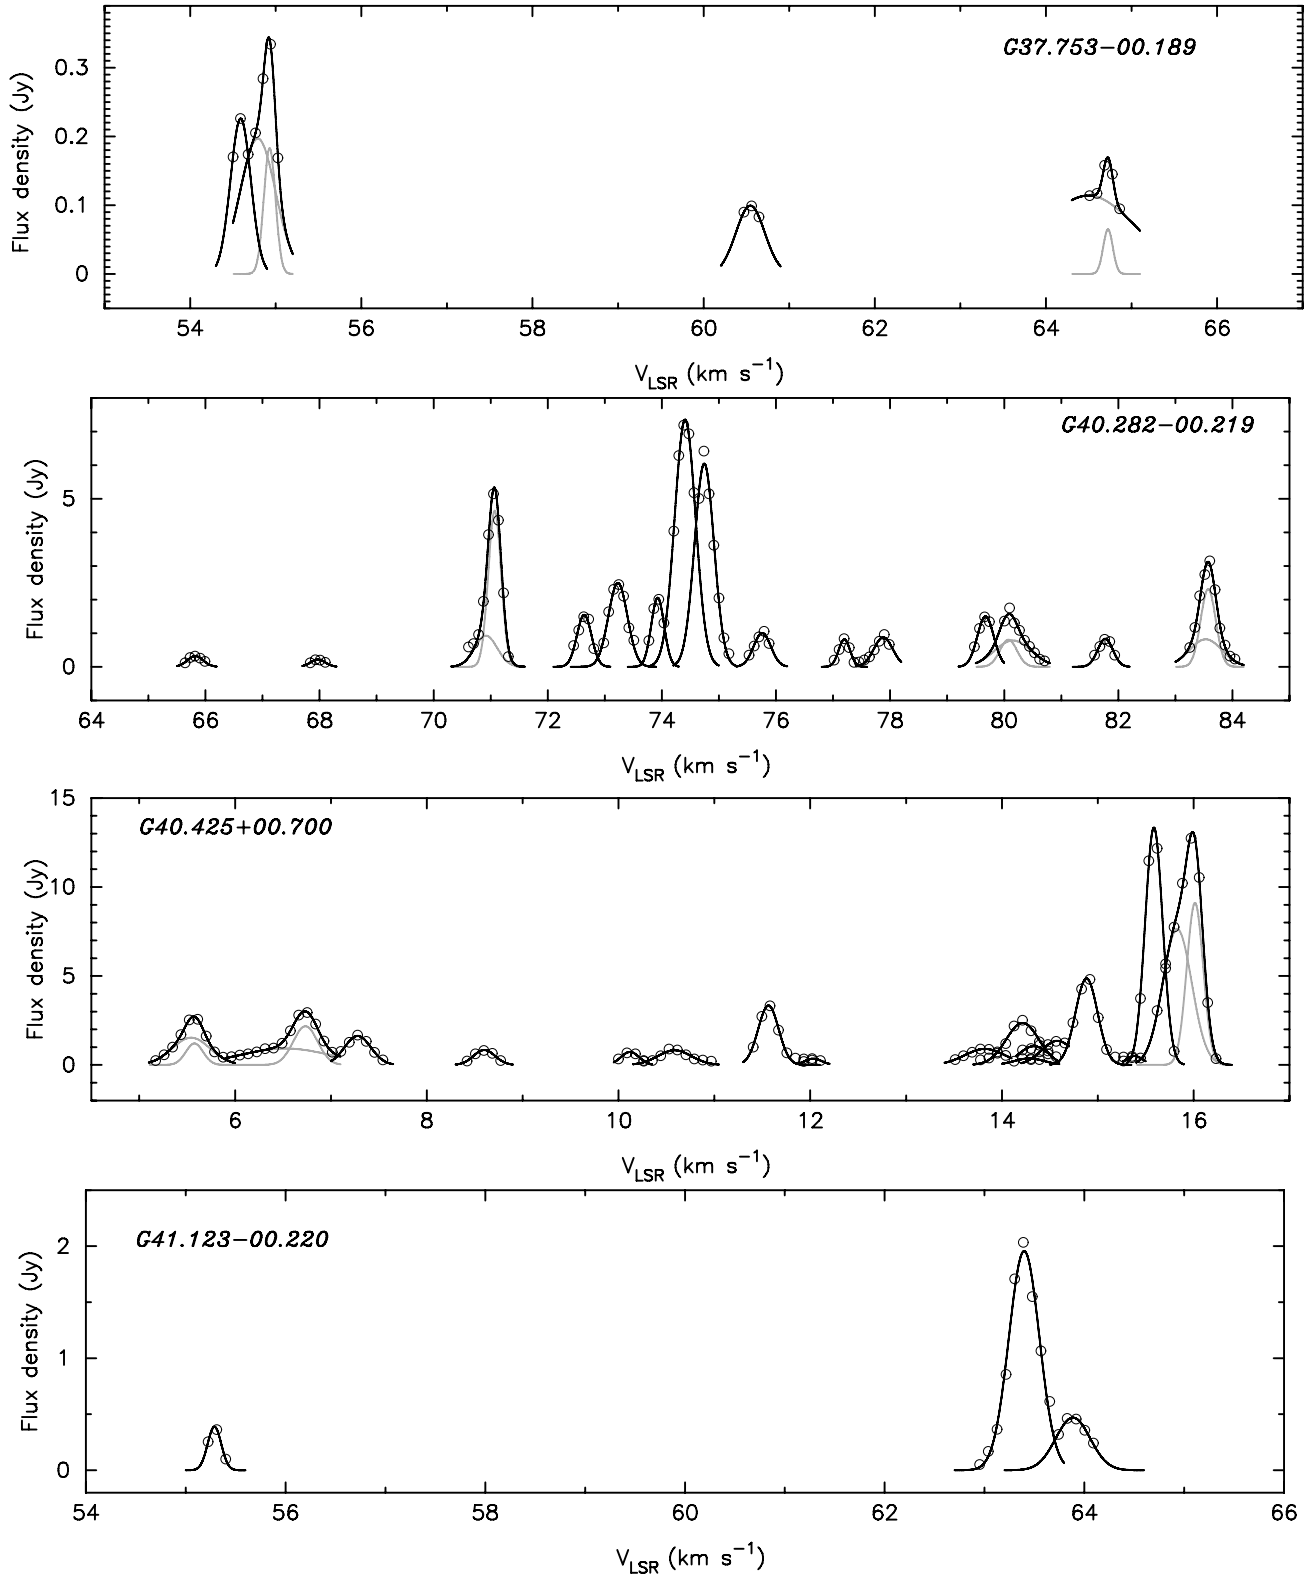 G37.753−00.189
Flux density (Jy)
0.3
0.2
0.1
0
54 56 58 60 62 64 66
V_LSR (km s⁻¹)
G40.282−00.219
Flux density (Jy)
5
0
64 66 68 70 72 74 76 78 80 82 84
V_LSR (km s⁻¹)
G40.425+00.700
Flux density (Jy)
15
10
5
0
6 8 10 12 14 16
V_LSR (km s⁻¹)
G41.123−00.220
Flux density (Jy)
2
1
0
54 56 58 60 62 64 66
V_LSR (km s⁻¹)